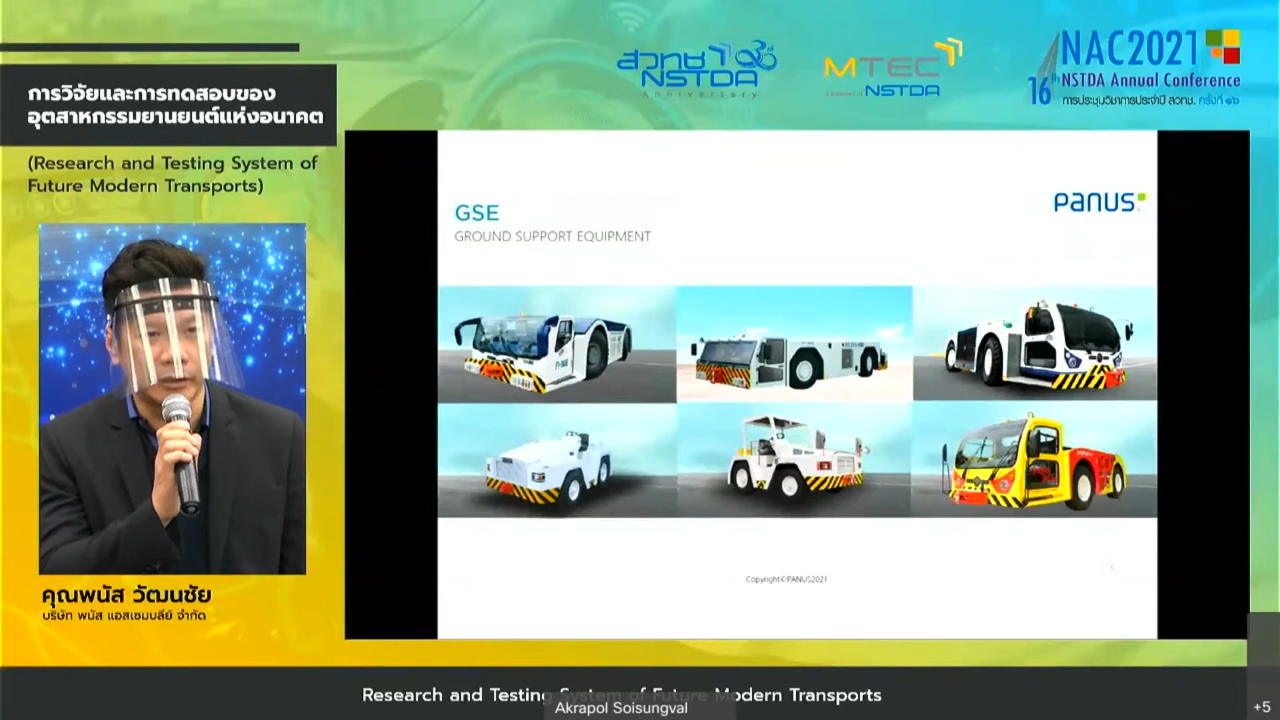 การวิจัยและการทดสอบของ
อุตสาหกรรมยานยนต์แห่งอนาคต
(Research and Testing System of
Future Modern Transports)
สวทช
NSTDA
Anniversary
MTEC
NSTDA
NAC2021
16th NSTDA Annual Conference
การประชุมวิชาการประจำปี สวทช. ครั้งที่ ๑๖
PANUS
GSE
GROUND SUPPORT EQUIPMENT
Copyright©PANUS2021
5
คุณพนัส วัฒนชัย
บริษัท พนัส แอสเซมบลีย์ จำกัด
Research and Testing System of Future Modern Transports
Akrapol Soisungval
+5